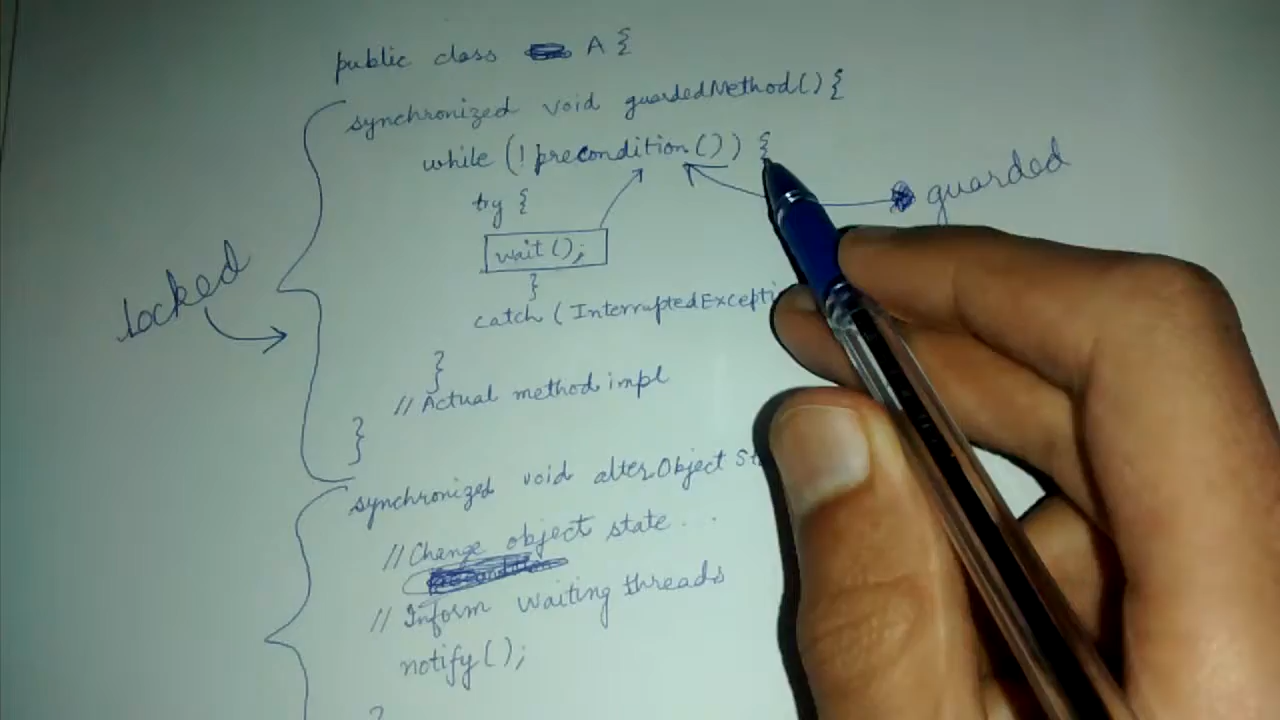 public class A {
synchronized void guardedMethod() {
while (! precondition()) {
try {
wait();
}
catch ( InterruptedExcepti
}
// Actual method impl
}
synchronized void alterObject St
// Change object state ...
// Inform waiting threads
notify();
}
locked
guarded